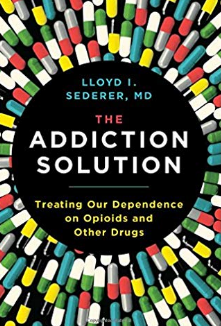 LLOYD I.
SEDERER, MD
THE
ADDICTION
SOLUTION
Treating Our Dependence
on Opioids and
Other Drugs